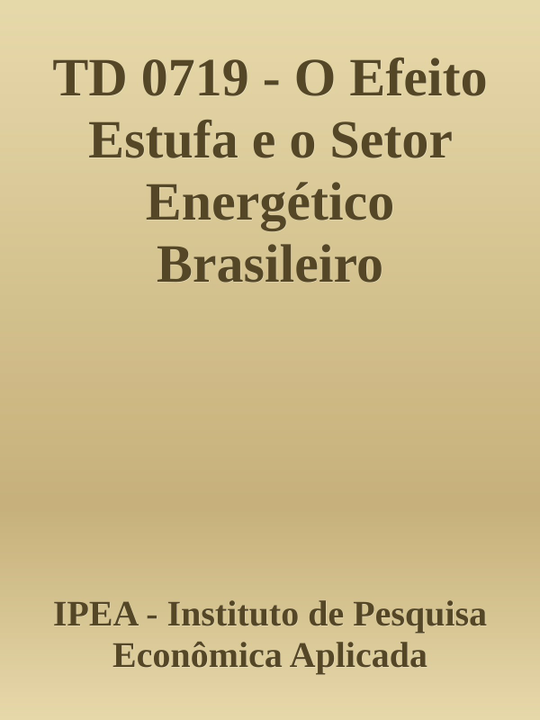 TD 0719 - O Efeito
Estufa e o Setor
Energético
Brasileiro
IPEA - Instituto de Pesquisa
Econômica Aplicada